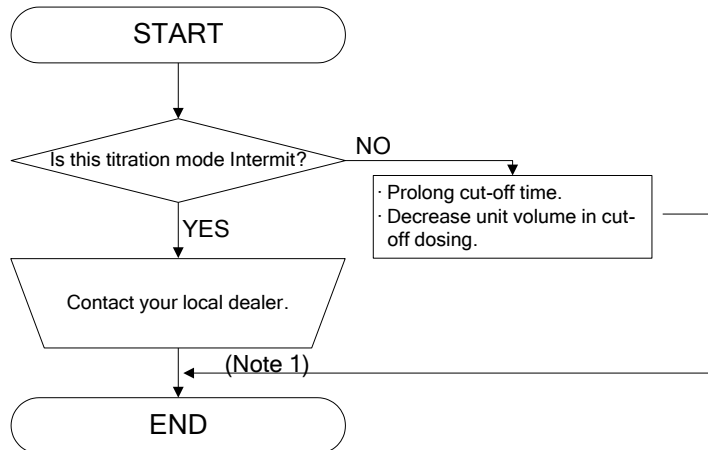 START
Is this titration mode Intermit?
NO
· Prolong cut-off time.
· Decrease unit volume in cut-
off dosing.
YES
Contact your local dealer.
(Note 1)
END